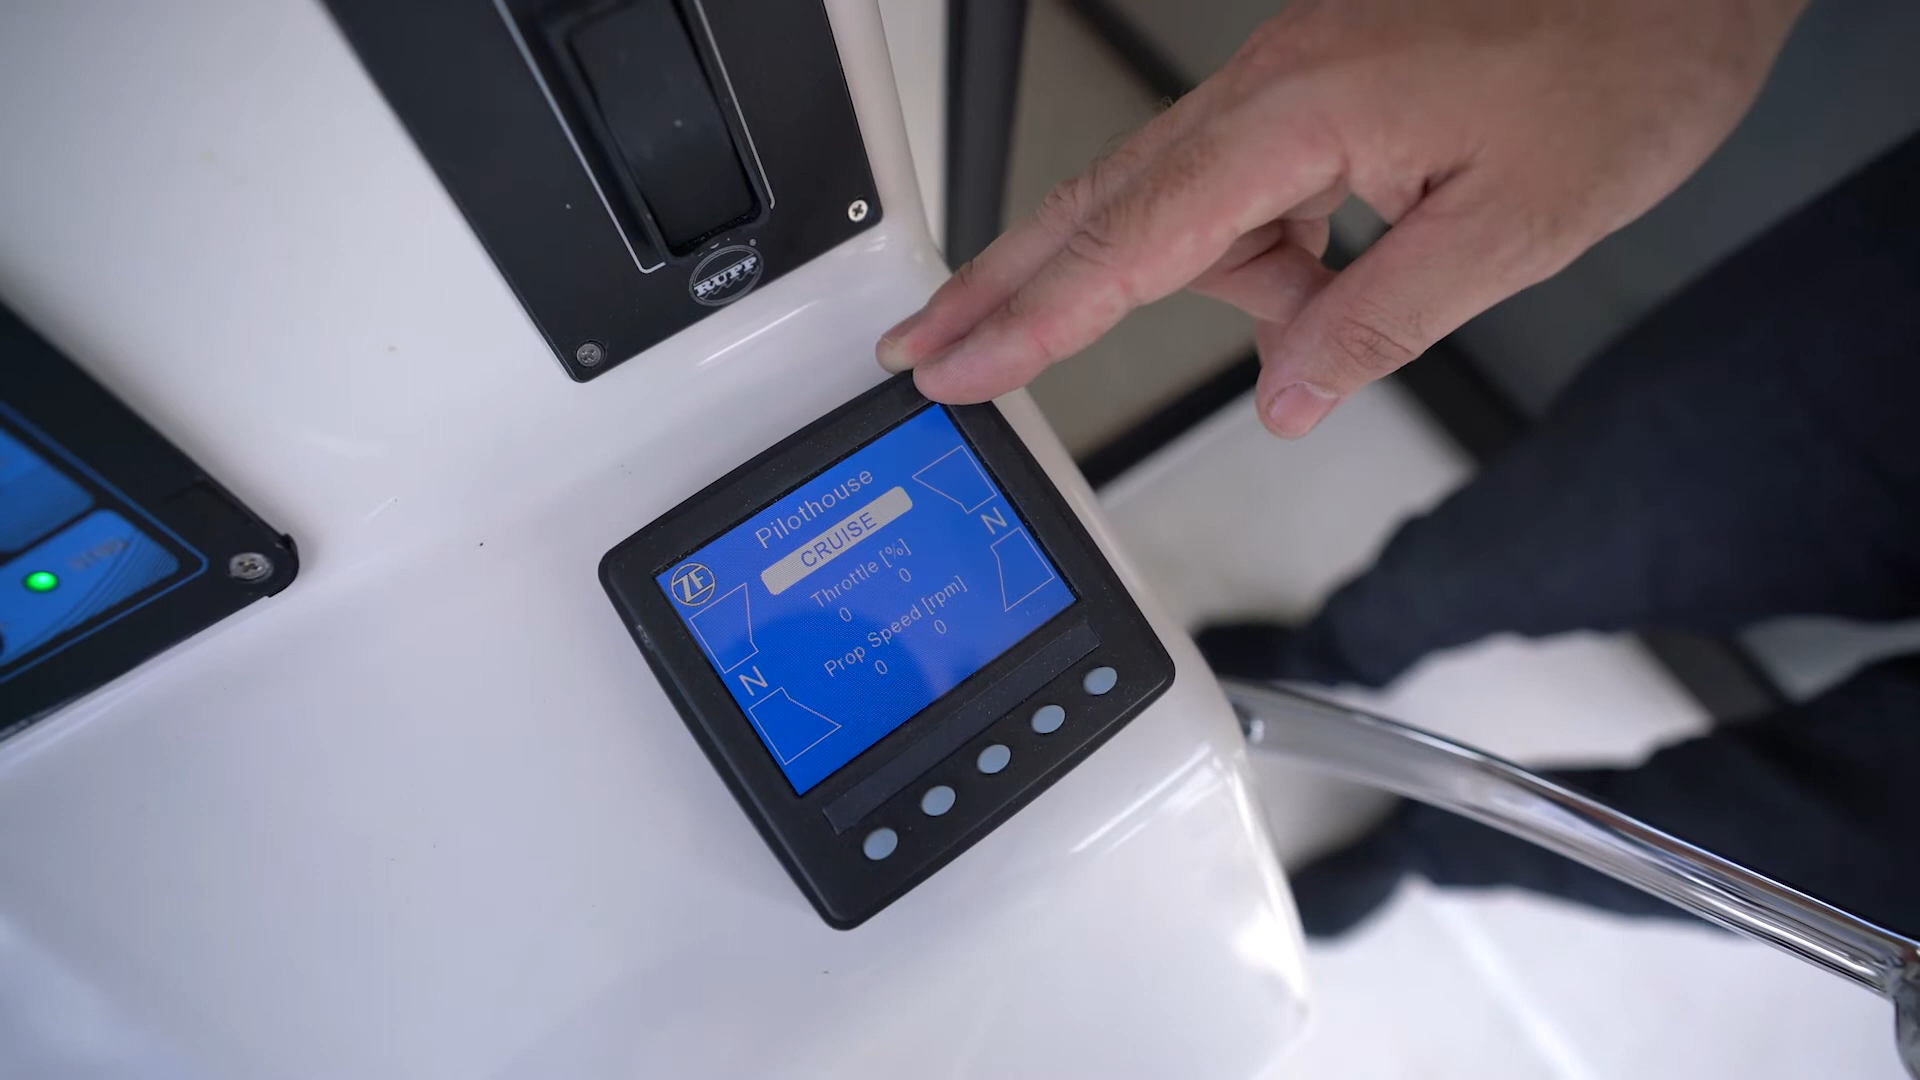 RUPP
Pilothouse
CRUISE
ZF
Throttle [%]
0 0
N N
Prop Speed [rpm]
0 0